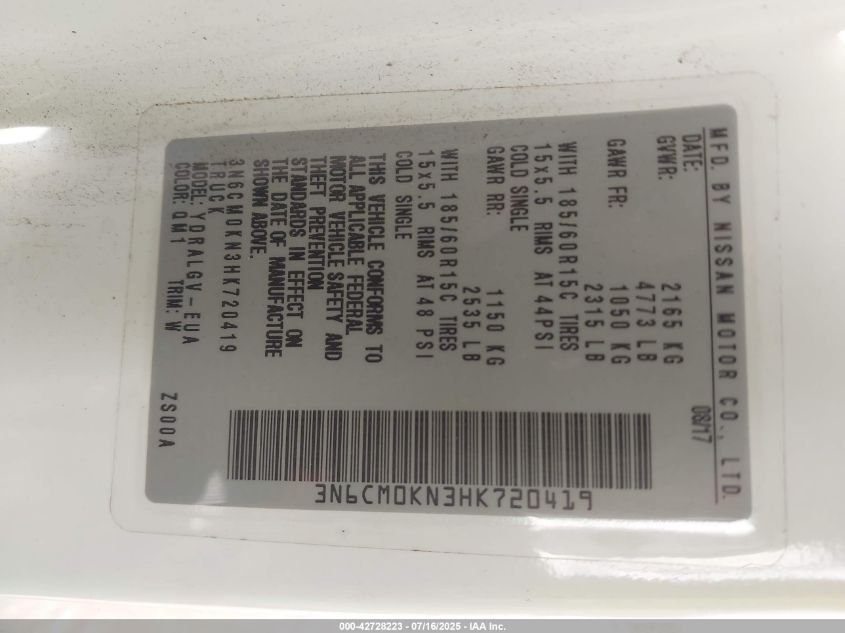 MFD. BY NISSAN MOTOR CO., LTD.
DATE: 08/17
GVWR: 2165 KG
4773 LB
GAWR FR: 1050 KG
2315 LB
WITH 185/60R15C TIRES
15x5.5 RIMS AT 44PSI
COLD SINGLE
GAWR RR: 1150 KG
2535 LB
WITH 185/60R15C TIRES
15x5.5 RIMS AT 48 PSI
COLD SINGLE
THIS VEHICLE CONFORMS TO
ALL APPLICABLE FEDERAL
MOTOR VEHICLE SAFETY AND
THEFT PREVENTION
STANDARDS IN EFFECT ON
THE DATE OF MANUFACTURE
SHOWN ABOVE.
3N6CM0KN3HK720419
TRUCK
MODEL: YDRALGV-EUA
COLOR: QM1 TRIM: W ZS00A
3N6CM0KN3HK720419
000-42728223 - 07/16/2025 - IAA Inc.